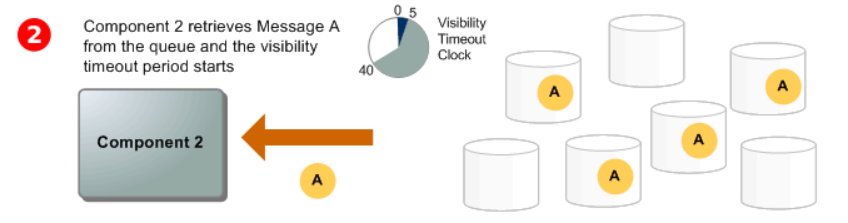 2
Component 2 retrieves Message A
from the queue and the visibility
timeout period starts
0 5
40
Visibility
Timeout
Clock
Component 2
A
A
A
A
A